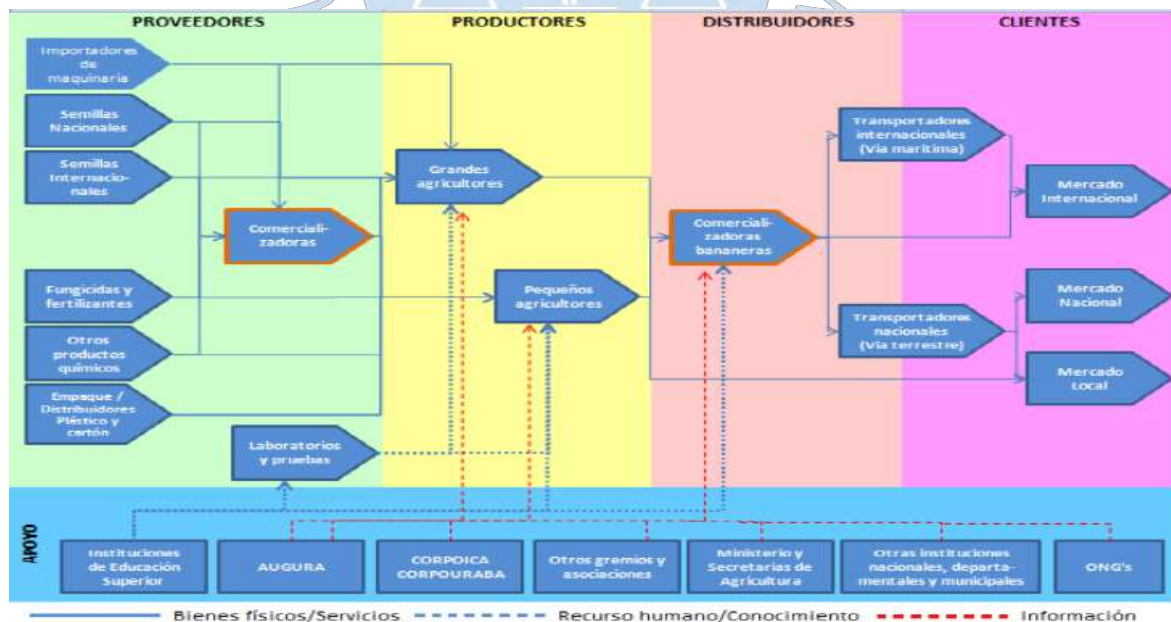 PROVEEDORES
PRODUCTORES
DISTRIBUIDORES
CLIENTES
Importadores
de
maquinaria
Semillas
Nacionales
Semillas
Internacio-
nales
Comerciali-
zadoras
Fungicidas y
fertilizantes
Otros
productos
químicos
Empaque /
Distribuidores
Plástico y
cartón
Laboratorios
y pruebas
Grandes
agricultores
Pequeños
agricultores
Comerciali-
zadoras
bananeras
Transportadores
internacionales
(Vía marítima)
Transportadores
nacionales
(Vía terrestre)
Mercado
Internacional
Mercado
Nacional
Mercado
Local
APOYO
Instituciones
de Educación
Superior
AUGURA
CORPOICA
CORPOURABA
Otros gremios y
asociaciones
Ministerio y
Secretarias de
Agricultura
Otras instituciones
nacionales, departa-
mentales y municipales
ONG's
Bienes físicos/Servicios
Recurso humano/Conocimiento
Información